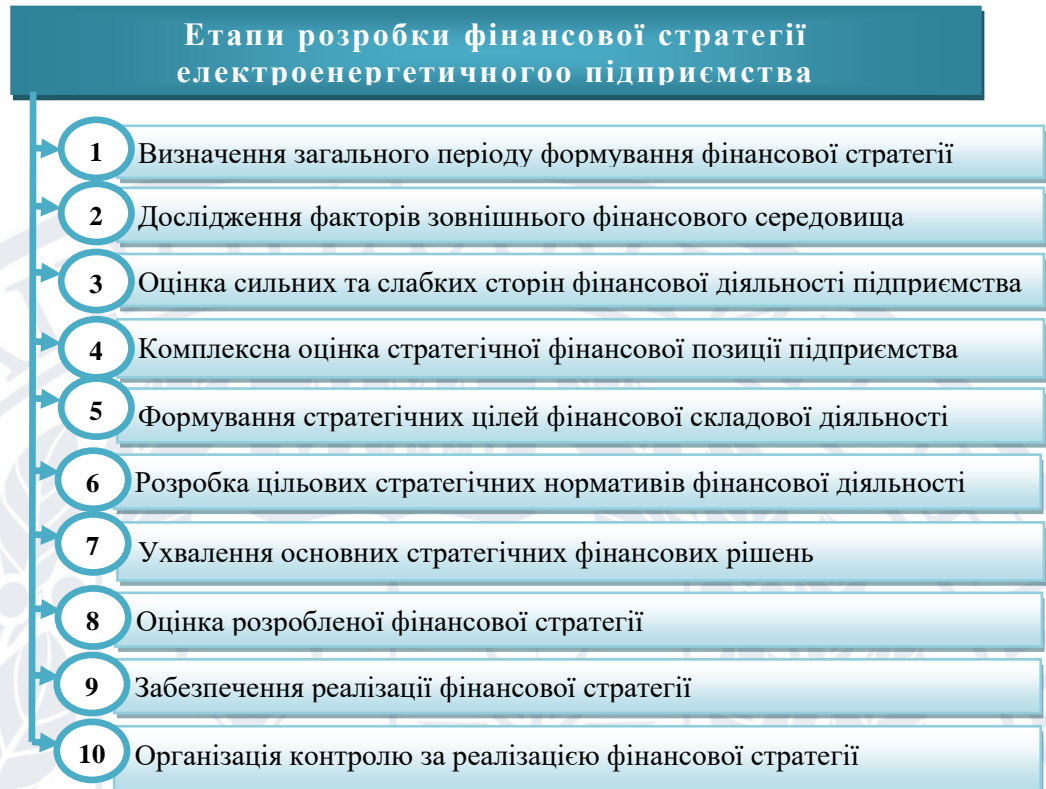 Етапи розробки фінансової стратегії
електроенергетичногоо підприємства
1 Визначення загального періоду формування фінансової стратегії
2 Дослідження факторів зовнішнього фінансового середовища
3 Оцінка сильних та слабких сторін фінансової діяльності підприємства
4 Комплексна оцінка стратегічної фінансової позиції підприємства
5 Формування стратегічних цілей фінансової складової діяльності
6 Розробка цільових стратегічних нормативів фінансової діяльності
7 Ухвалення основних стратегічних фінансових рішень
8 Оцінка розробленої фінансової стратегії
9 Забезпечення реалізації фінансової стратегії
10 Організація контролю за реалізацією фінансової стратегії